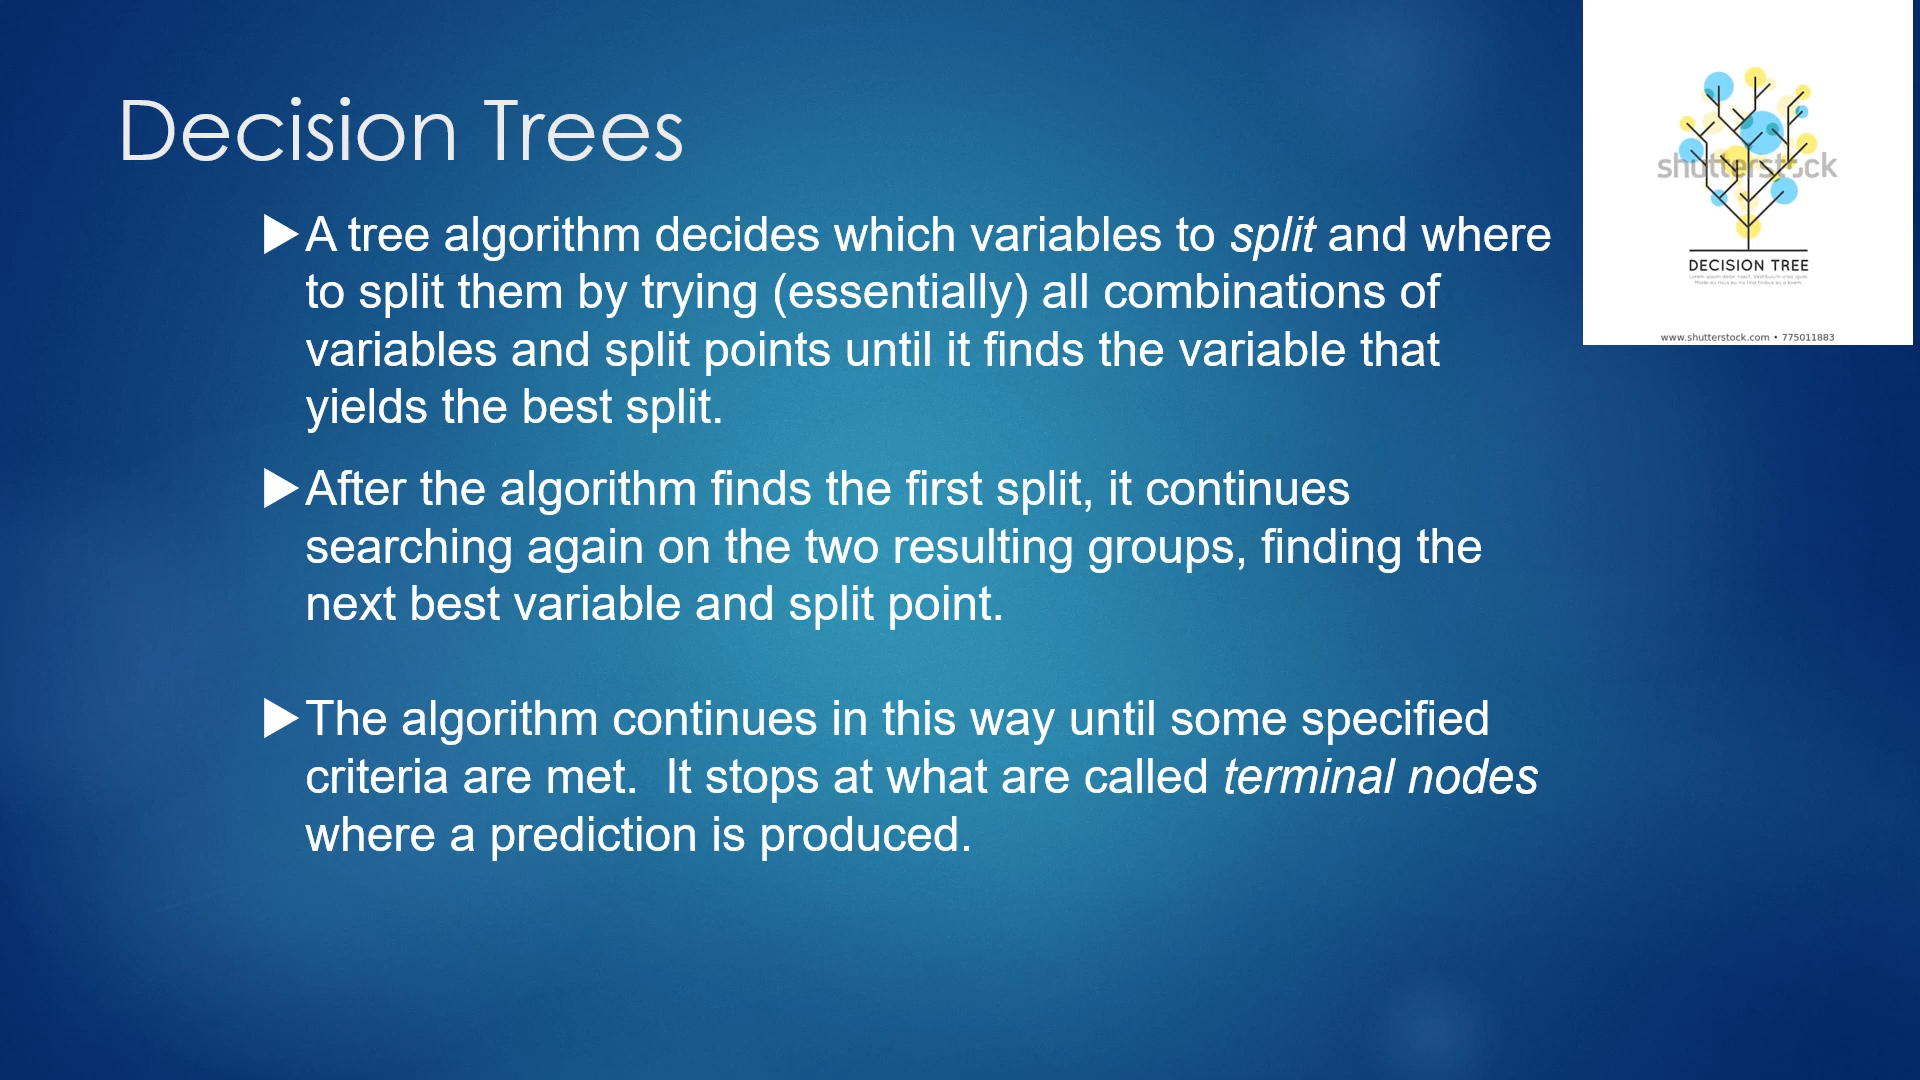 Decision Trees
A tree algorithm decides which variables to split and where
to split them by trying (essentially) all combinations of
variables and split points until it finds the variable that
yields the best split.
After the algorithm finds the first split, it continues
searching again on the two resulting groups, finding the
next best variable and split point.
The algorithm continues in this way until some specified
criteria are met.  It stops at what are called terminal nodes
where a prediction is produced.
shutterstock
DECISION TREE
www.shutterstock.com • 775011883